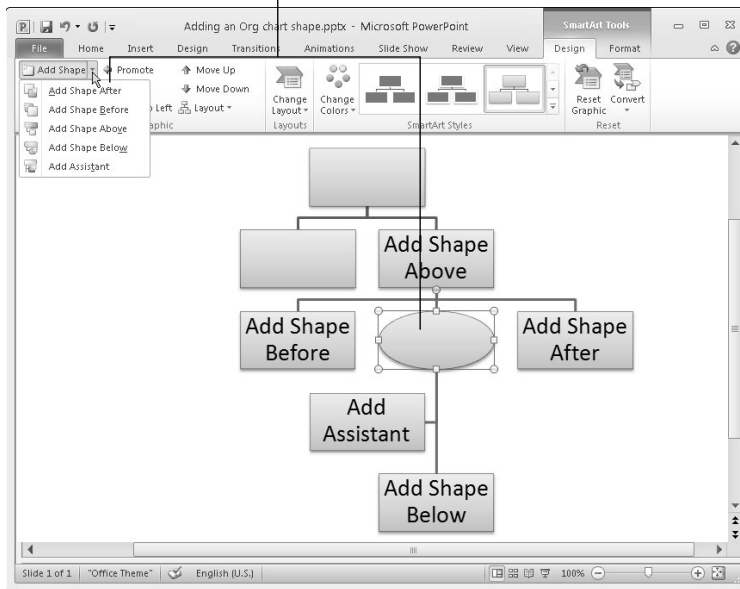 Adding an Org chart shape.pptx - Microsoft PowerPoint
SmartArt Tools
File Home Insert Design Transitions Animations Slide Show Review View Design Format
Add Shape Promote Move Up
Add Shape After
Move Down
Add Shape Before
Left Layout
Add Shape Above
Add Shape Below
Add Assistant
aphic
Change Layout
Layouts
Change Colors
SmartArt Styles
Reset Graphic
Convert
Reset
Add Shape
Above
Add Shape
Before
Add Shape
After
Add
Assistant
Add Shape
Below
Slide 1 of 1 "Office Theme" English (U.S.) 100%